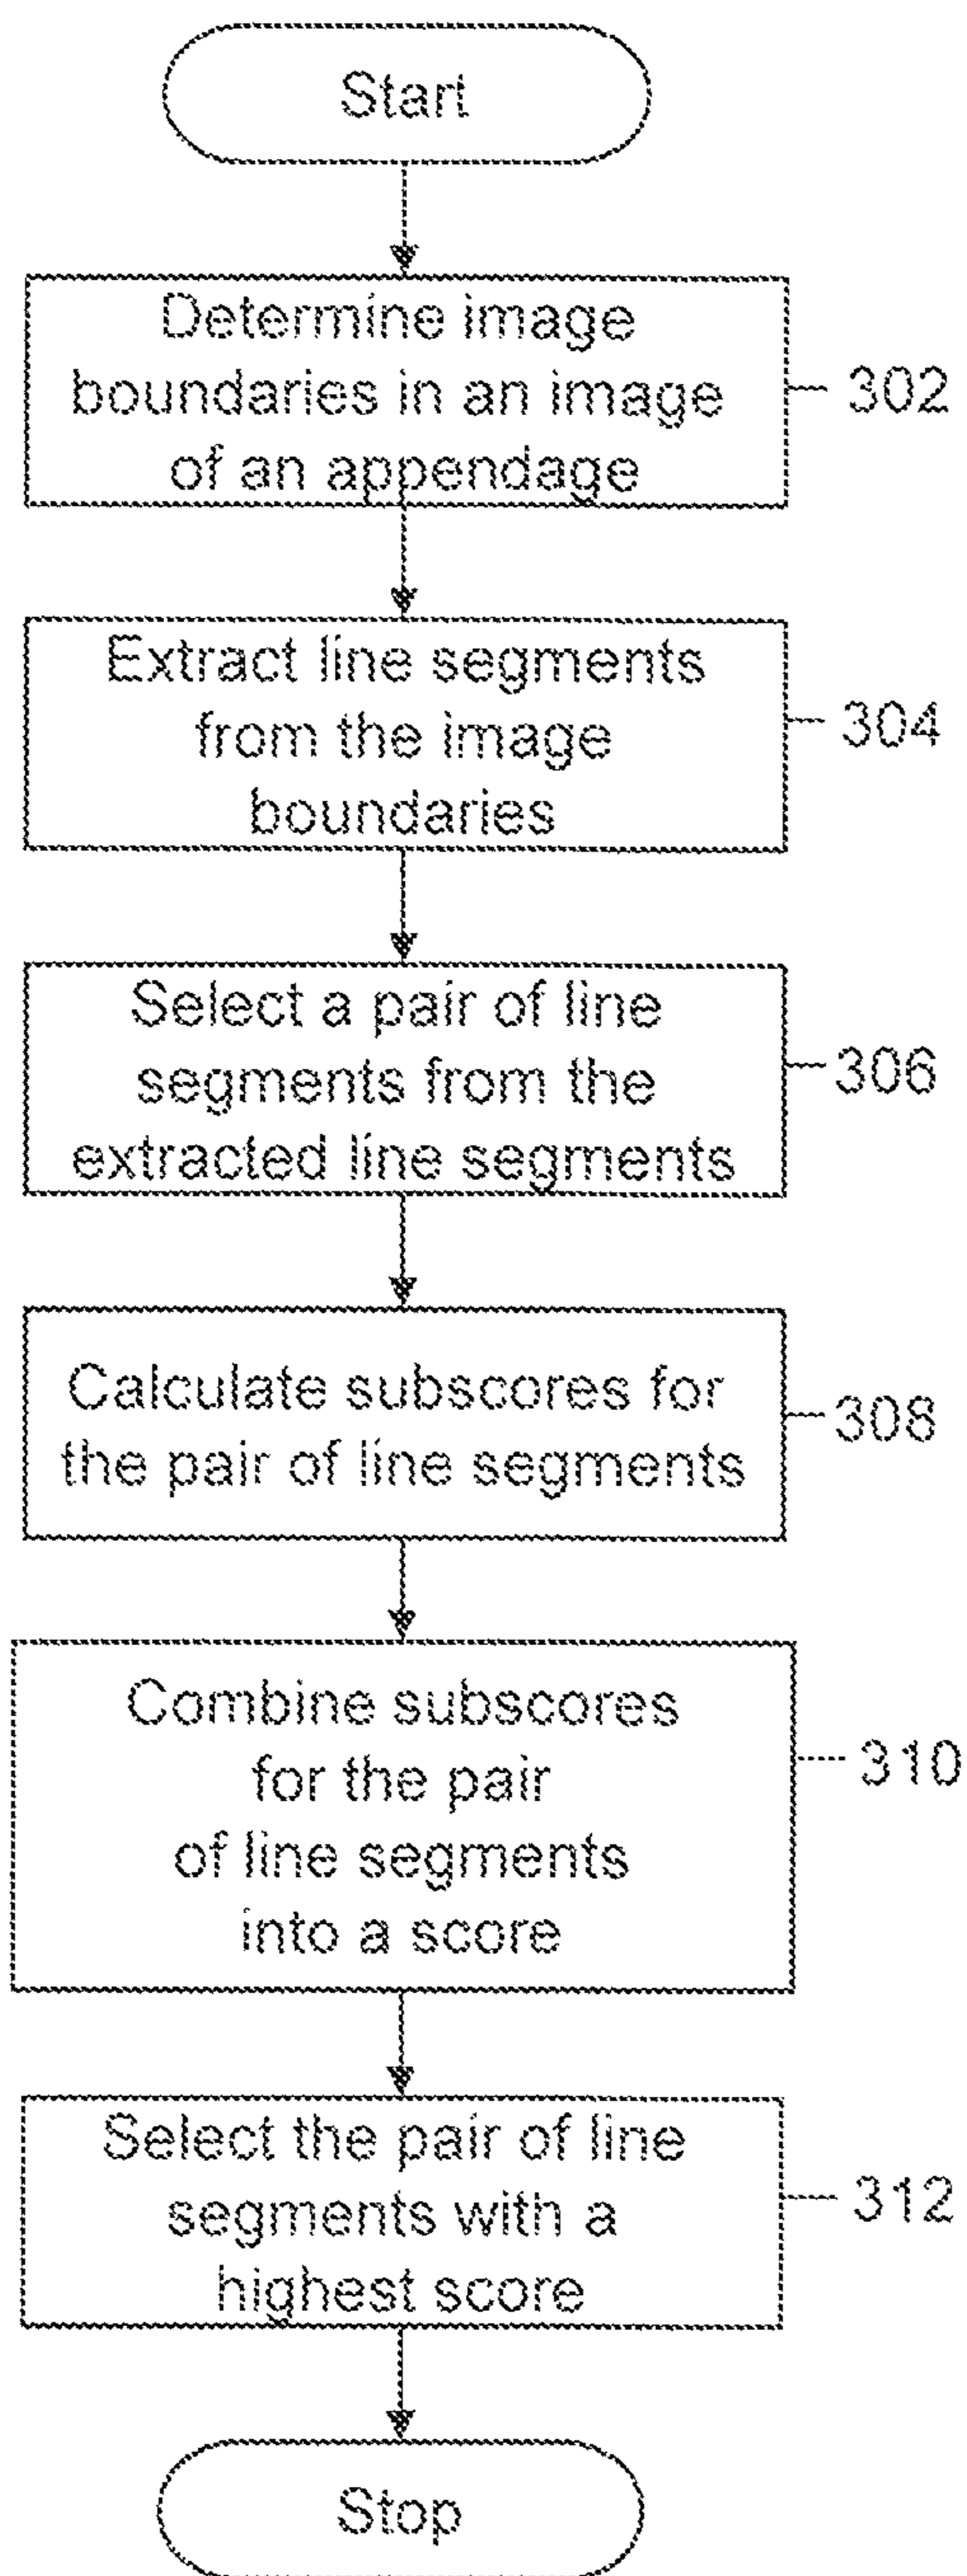 Start
Determine image
boundaries in an image
of an appendage
302
Extract line segments
from the image
boundaries
304
Select a pair of line
segments from the
extracted line segments
306
Calculate subscores for
the pair of line segments
308
Combine subscores
for the pair
of line segments
into a score
310
Select the pair of line
segments with a
highest score
312
Stop